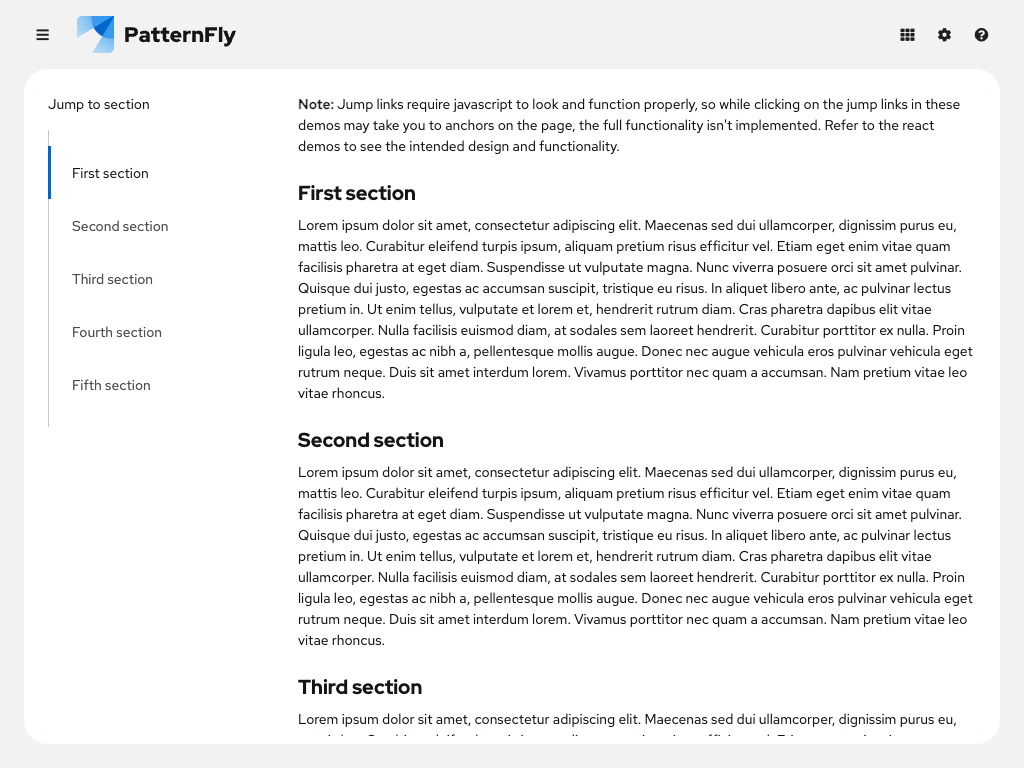 PatternFly
Jump to section
First section
Second section
Third section
Fourth section
Fifth section
Note: Jump links require javascript to look and function properly, so while clicking on the jump links in these
demos may take you to anchors on the page, the full functionality isn't implemented. Refer to the react
demos to see the intended design and functionality.
First section
Lorem ipsum dolor sit amet, consectetur adipiscing elit. Maecenas sed dui ullamcorper, dignissim purus eu,
mattis leo. Curabitur eleifend turpis ipsum, aliquam pretium risus efficitur vel. Etiam eget enim vitae quam
facilisis pharetra at eget diam. Suspendisse ut vulputate magna. Nunc viverra posuere orci sit amet pulvinar.
Quisque dui justo, egestas ac accumsan suscipit, tristique eu risus. In aliquet libero ante, ac pulvinar lectus
pretium in. Ut enim tellus, vulputate et lorem et, hendrerit rutrum diam. Cras pharetra dapibus elit vitae
ullamcorper. Nulla facilisis euismod diam, at sodales sem laoreet hendrerit. Curabitur porttitor ex nulla. Proin
ligula leo, egestas ac nibh a, pellentesque mollis augue. Donec nec augue vehicula eros pulvinar vehicula eget
rutrum neque. Duis sit amet interdum lorem. Vivamus porttitor nec quam a accumsan. Nam pretium vitae leo
vitae rhoncus.
Second section
Lorem ipsum dolor sit amet, consectetur adipiscing elit. Maecenas sed dui ullamcorper, dignissim purus eu,
mattis leo. Curabitur eleifend turpis ipsum, aliquam pretium risus efficitur vel. Etiam eget enim vitae quam
facilisis pharetra at eget diam. Suspendisse ut vulputate magna. Nunc viverra posuere orci sit amet pulvinar.
Quisque dui justo, egestas ac accumsan suscipit, tristique eu risus. In aliquet libero ante, ac pulvinar lectus
pretium in. Ut enim tellus, vulputate et lorem et, hendrerit rutrum diam. Cras pharetra dapibus elit vitae
ullamcorper. Nulla facilisis euismod diam, at sodales sem laoreet hendrerit. Curabitur porttitor ex nulla. Proin
ligula leo, egestas ac nibh a, pellentesque mollis augue. Donec nec augue vehicula eros pulvinar vehicula eget
rutrum neque. Duis sit amet interdum lorem. Vivamus porttitor nec quam a accumsan. Nam pretium vitae leo
vitae rhoncus.
Third section
Lorem ipsum dolor sit amet, consectetur adipiscing elit. Maecenas sed dui ullamcorper, dignissim purus eu,